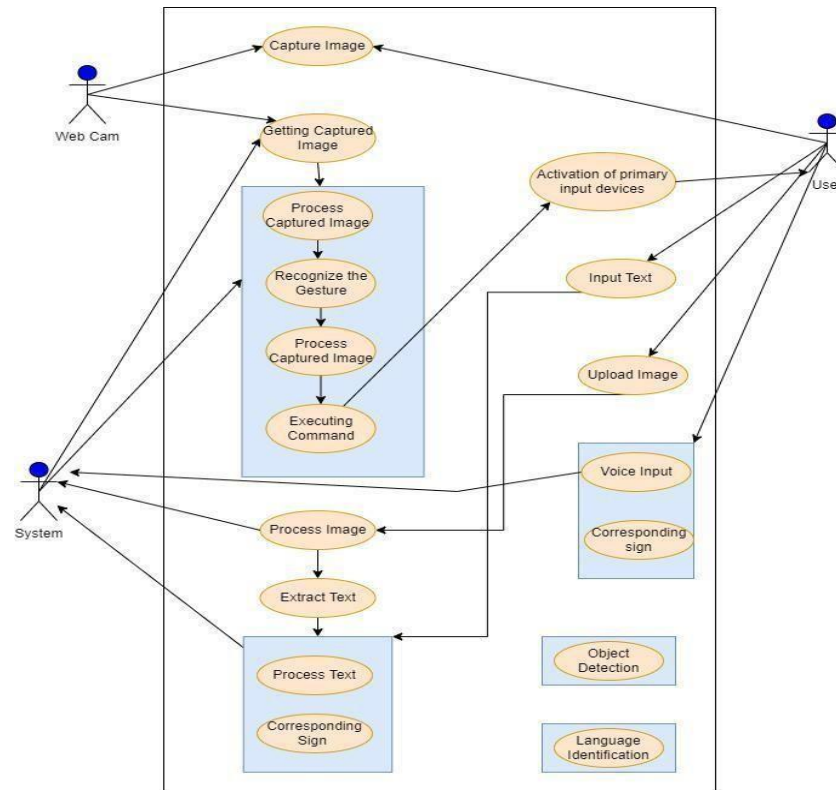 Capture Image
Web Cam
Getting Captured
Image
Activation of primary
input devices
Use
Process
Captured Image
Recognize the
Gesture
Input Text
Process
Captured Image
Upload Image
Executing
Command
Voice Input
System
Process Image
Corresponding
sign
Extract Text
Object
Detection
Process Text
Corresponding
Sign
Language
Identification